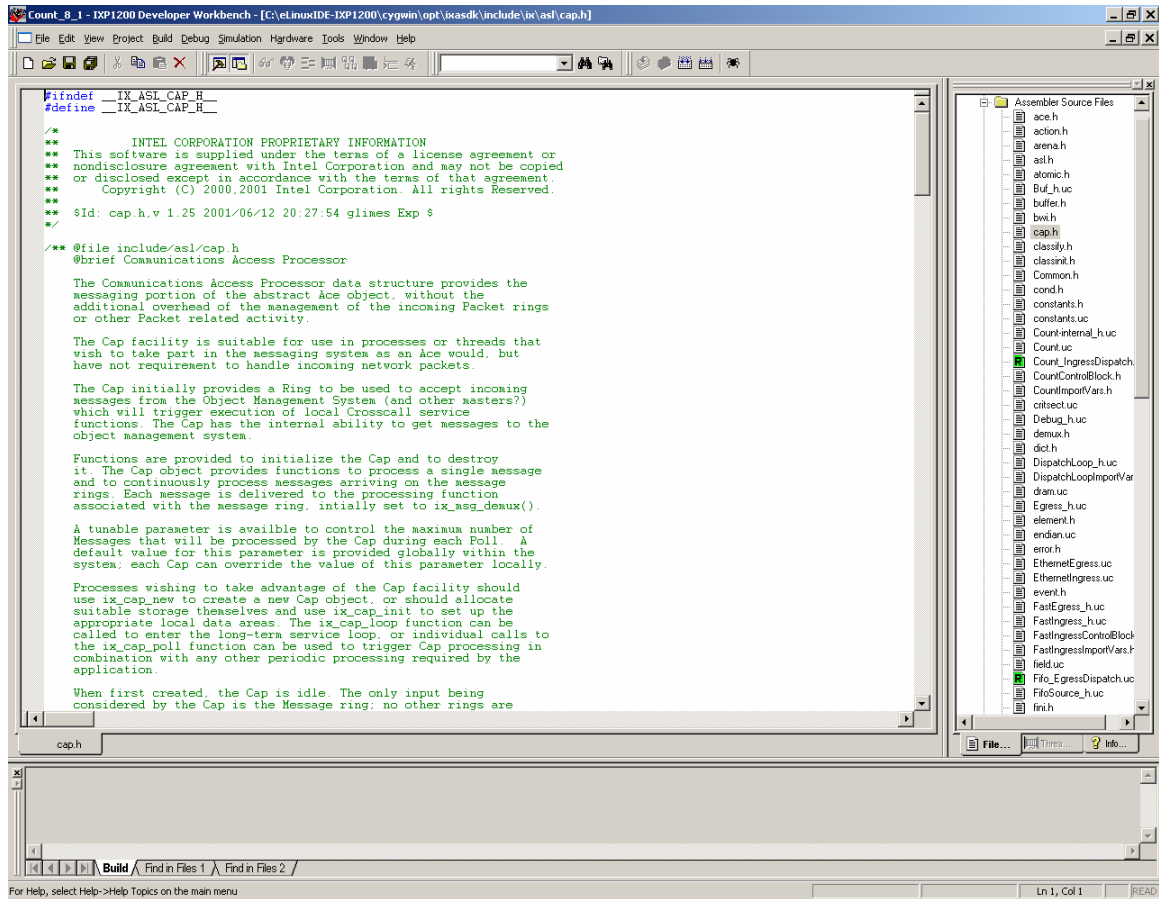 Count_8_1 - IXP1200 Developer Workbench - [C:\eLinuxIDE-IXP1200\cygwin\opt\ixasdk\include\ix\asl\cap.h]
File Edit View Project Build Debug Simulation Hardware Tools Window Help
#ifndef __IX_ASL_CAP_H__
#define __IX_ASL_CAP_H__
/*
** INTEL CORPORATION PROPRIETARY INFORMATION
** This software is supplied under the terms of a license agreement or
** nondisclosure agreement with Intel Corporation and may not be copied
** or disclosed except in accordance with the terms of that agreement.
** Copyright (C) 2000,2001 Intel Corporation. All rights Reserved.
**
** $Id: cap.h,v 1.25 2001/06/12 20:27:54 glimes Exp $
*/
/** @file include/asl/cap.h
@brief Communications Access Processor
The Communications Access Processor data structure provides the
messaging portion of the abstract Ace object, without the
additional overhead of the management of the incoming Packet rings
or other Packet related activity.
The Cap facility is suitable for use in processes or threads that
wish to take part in the messaging system as an Ace would, but
have not requirement to handle incoming network packets.
The Cap initially provides a Ring to be used to accept incoming
messages from the Object Management System (and other masters?)
which will trigger execution of local Crosscall service
functions. The Cap has the internal ability to get messages to the
object management system.
Functions are provided to initialize the Cap and to destroy
it. The Cap object provides functions to process a single message
and to continuously process messages arriving on the message
rings. Each message is delivered to the processing function
associated with the message ring, intially set to ix_msg_demux().
A tunable parameter is availble to control the maximum number of
Messages that will be processed by the Cap during each Poll. A
default value for this parameter is provided globally within the
system; each Cap can override the value of this parameter locally.
Processes wishing to take advantage of the Cap facility should
use ix_cap_new to create a new Cap object, or should allocate
suitable storage themselves and use ix_cap_init to set up the
appropriate local data areas. The ix_cap_loop function can be
called to enter the long-term service loop, or individual calls to
the ix_cap_poll function can be used to trigger Cap processing in
combination with any other periodic processing required by the
application.
When first created, the Cap is idle. The only input being
considered by the Cap is the Message ring; no other rings are
cap.h
Assembler Source Files
ace.h
action.h
arena.h
asl.h
atomic.h
Buf_h.uc
buffer.h
bwi.h
cap.h
classify.h
classinit.h
Common.h
cond.h
constants.h
constants.uc
Count-internal_h.uc
Count.uc
R Count_IngressDispatch.
CountControlBlock.h
CountImportVars.h
critsect.uc
Debug_h.uc
demux.h
dict.h
DispatchLoop_h.uc
DispatchLoopImportVar
dram.uc
Egress_h.uc
element.h
endian.uc
error.h
EthernetEgress.uc
EthernetIngress.uc
event.h
FastEgress_h.uc
FastIngress_h.uc
FastIngressControlBlock
FastIngressImportVars.h
field.uc
R Fifo_EgressDispatch.uc
FifoSource_h.uc
fini.h
File... Threa... Info...
Build Find in Files 1 Find in Files 2
For Help, select Help->Help Topics on the main menu
Ln 1, Col 1 READ